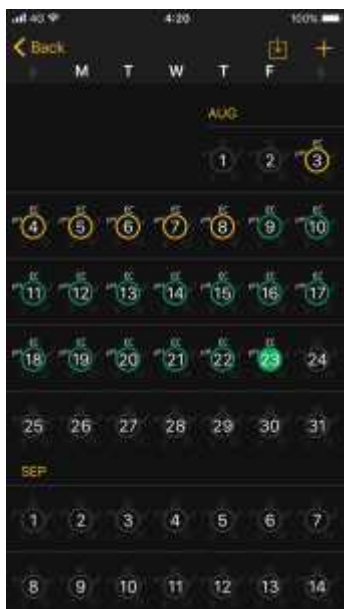 4G 4:20 100%
Back
M T W T F
AUG
1 2 3
4 5 6 7 8 9 10
11 12 13 14 15 16 17
18 19 20 21 22 23 24
25 26 27 28 29 30 31
SEP
1 2 3 4 5 6 7
8 9 10 11 12 13 14